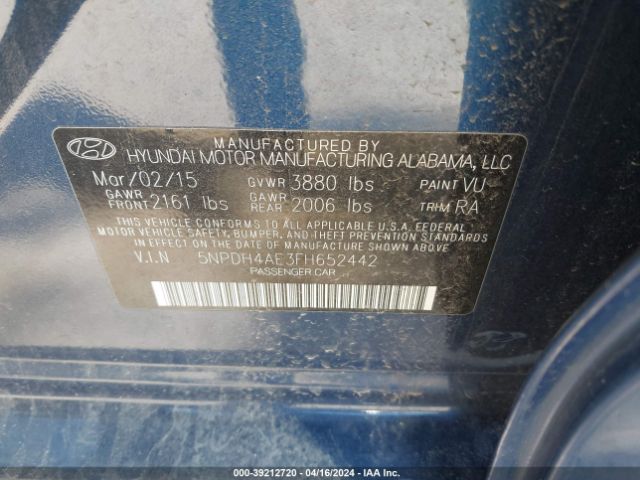 MANUFACTURED BY
HYUNDAI MOTOR MANUFACTURING ALABAMA, LLC
Mar/02/15 GVWR 3880 lbs PAINT VU
GAWR FRONT 2161 lbs GAWR REAR 2006 lbs TRIM RA
THIS VEHICLE CONFORMS TO ALL APPLICABLE U.S.A. FEDERAL
MOTOR VEHICLE SAFETY, BUMPER, AND THEFT PREVENTION
STANDARDS IN EFFECT ON THE DATE OF MANUFACTURE SHOWN ABOVE.
V.I.N 5NPDH4AE3FH652442
PASSENGER CAR
000-39212720 - 04/16/2024 - IAA Inc.